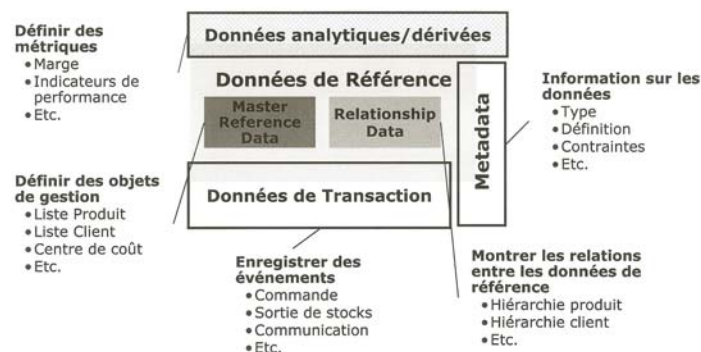 Définir des
métriques
• Marge
• Indicateurs de
performance
• Etc.
Données analytiques/dérivées
Données de Référence
Master
Reference
Data
Relationship
Data
Metadata
Information sur les
données
• Type
• Définition
• Contraintes
• Etc.
Définir des objets
de gestion
• Liste Produit
• Liste Client
• Centre de coût
• Etc.
Données de Transaction
Enregistrer des
événements
• Commande
• Sortie de stocks
• Communication
• Etc.
Montrer les relations
entre les données de
référence
• Hiérarchie produit
• Hiérarchie client
• Etc.